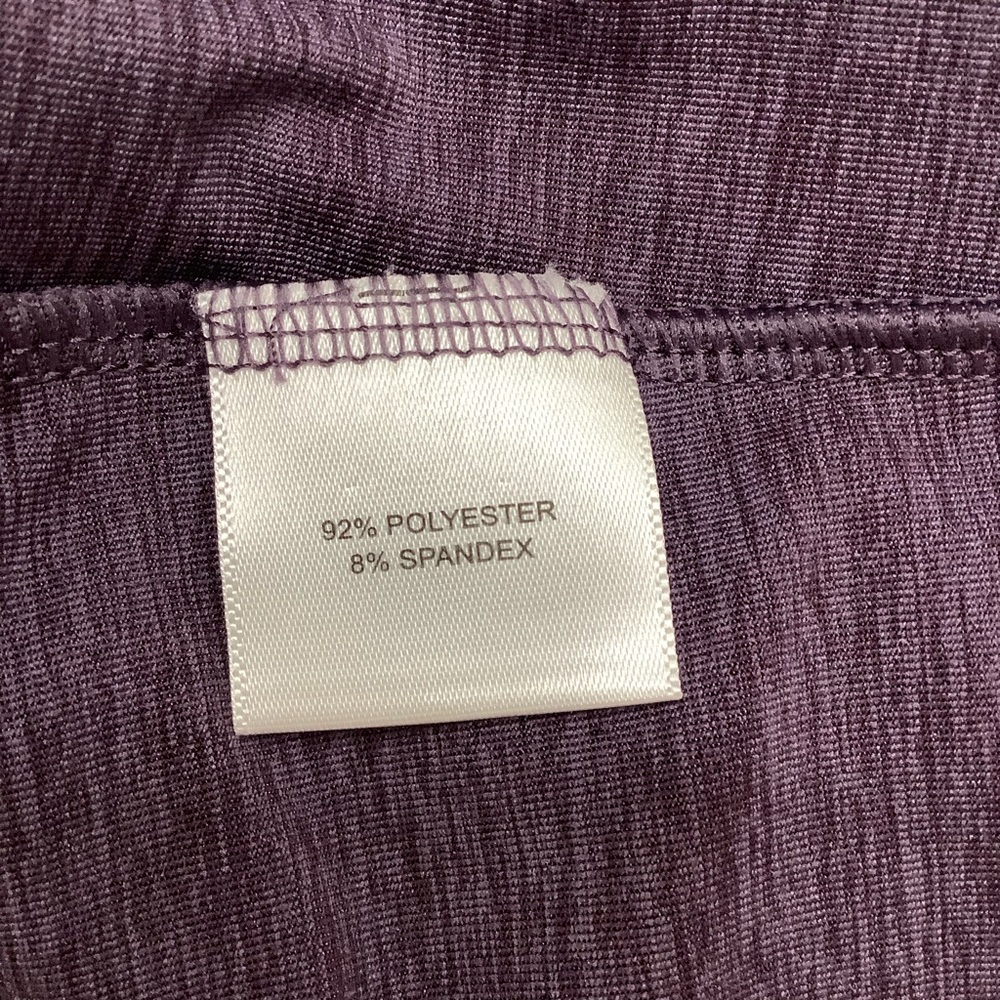 92% POLYESTER
8% SPANDEX